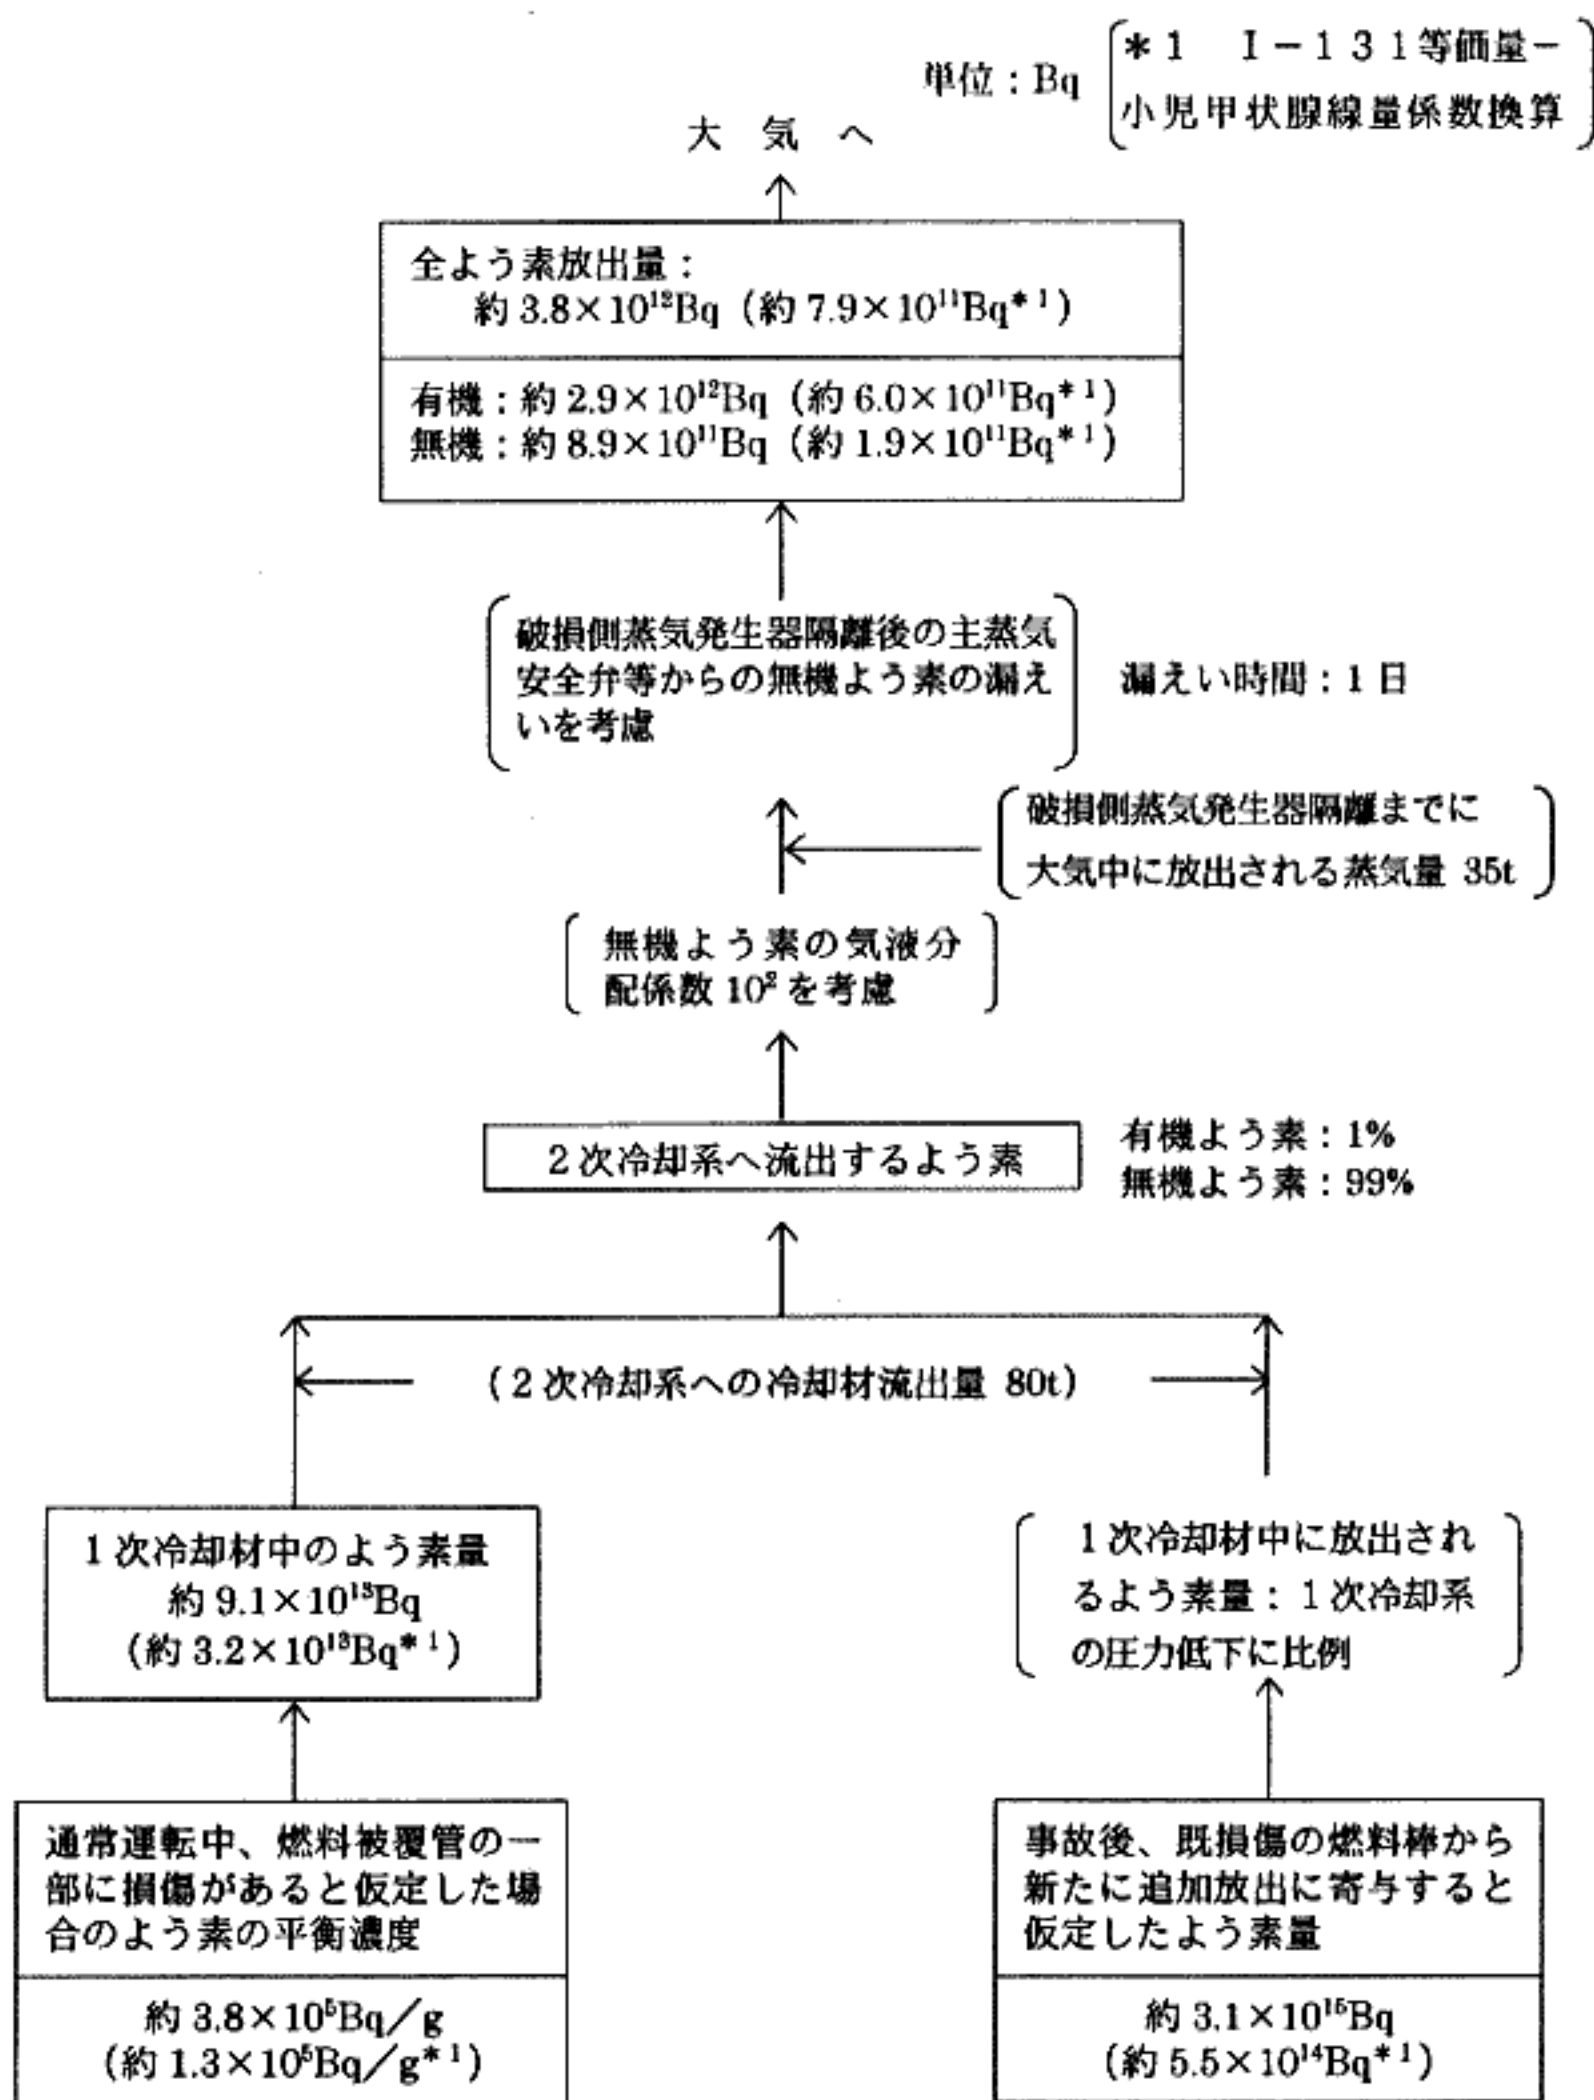 単位：Bq
＊1　I－131等価量－
小児甲状腺線量係数換算
大気へ
全よう素放出量：
約 3.8×10¹²Bq（約 7.9×10¹¹Bq＊¹）
有機：約 2.9×10¹²Bq（約 6.0×10¹¹Bq＊¹）
無機：約 8.9×10¹¹Bq（約 1.9×10¹¹Bq＊¹）
破損側蒸気発生器隔離後の主蒸気
安全弁等からの無機よう素の漏え
いを考慮
漏えい時間：1日
破損側蒸気発生器隔離までに
大気中に放出される蒸気量 35t
無機よう素の気液分
配係数 10²を考慮
2次冷却系へ流出するよう素
有機よう素：1%
無機よう素：99%
（2次冷却系への冷却材流出量 80t）
1次冷却材中のよう素量
約 9.1×10¹³Bq
（約 3.2×10¹³Bq＊¹）
1次冷却材中に放出され
るよう素量：1次冷却系
の圧力低下に比例
通常運転中、燃料被覆管の一
部に損傷があると仮定した場
合のよう素の平衡濃度
約 3.8×10⁵Bq／g
（約 1.3×10⁵Bq／g＊¹）
事故後、既損傷の燃料棒から
新たに追加放出に寄与すると
仮定したよう素量
約 3.1×10¹⁵Bq
（約 5.5×10¹⁴Bq＊¹）